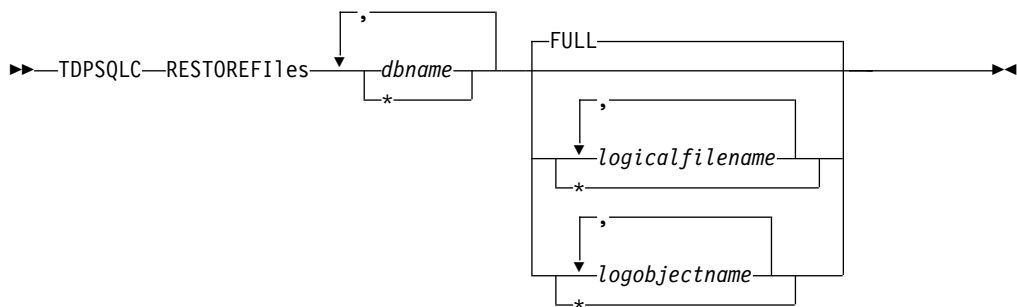 ,
FULL
TDPSQLC RESTOREFIles dbname
*
,
logicalfilename
*
,
logobjectname
*